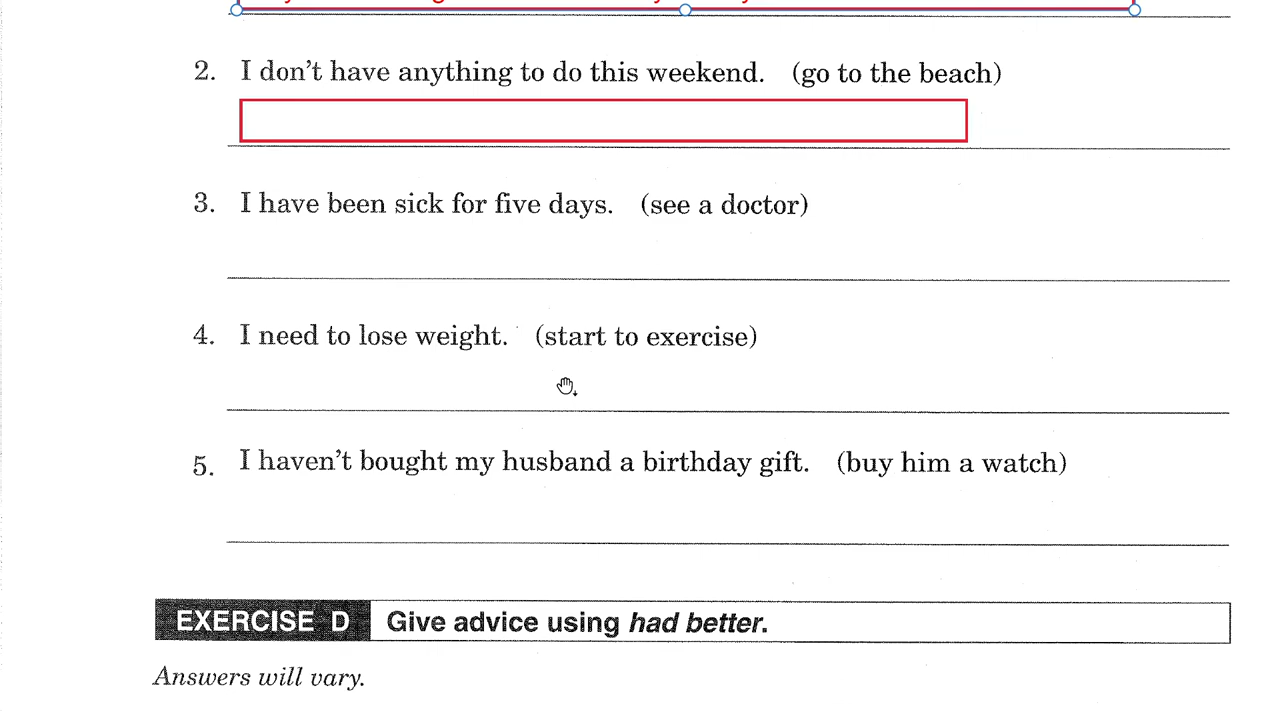 2. I don't have anything to do this weekend. (go to the beach)
3. I have been sick for five days. (see a doctor)
4. I need to lose weight. (start to exercise)
5. I haven't bought my husband a birthday gift. (buy him a watch)
EXERCISE D Give advice using had better.
Answers will vary.